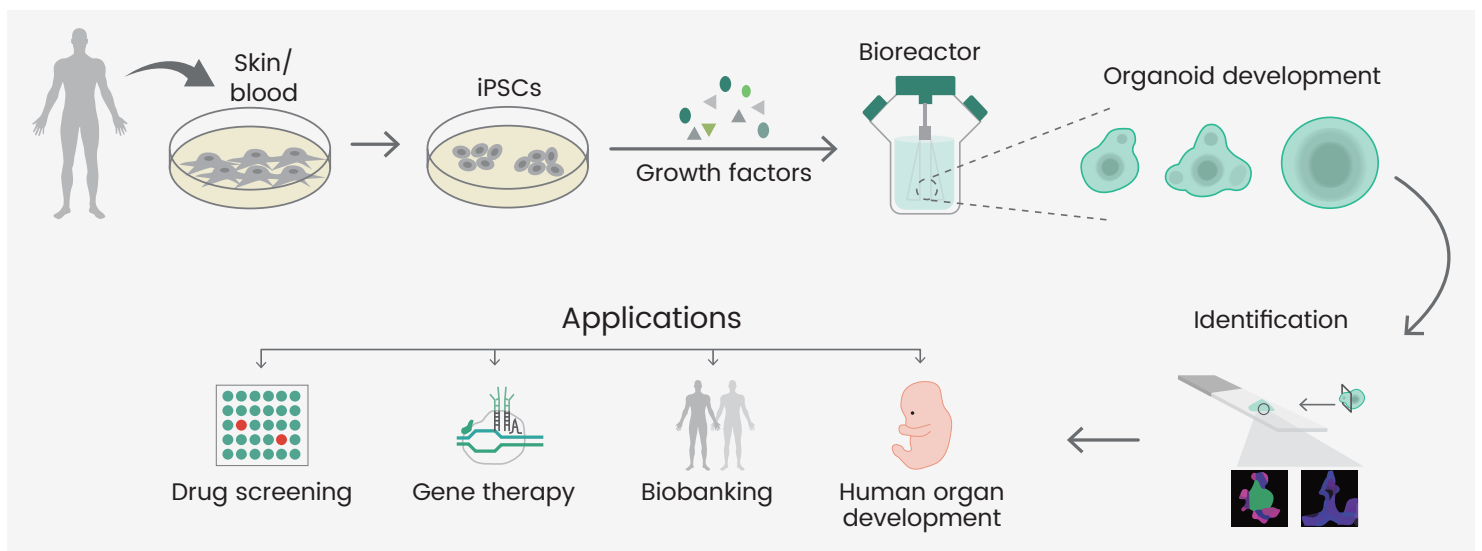 Skin/
blood
iPSCs
Growth factors
Bioreactor
Organoid development
Identification
Applications
Drug screening
Gene therapy
Biobanking
Human organ
development